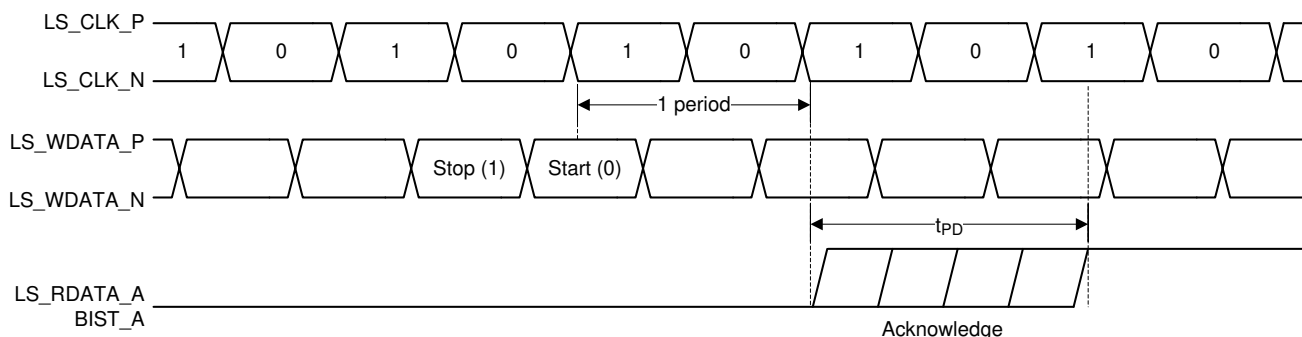 LS_CLK_P
1 0 1 0 1 0 1 0 1 0
LS_CLK_N
1 period
LS_WDATA_P
Stop (1) Start (0)
LS_WDATA_N
tPD
LS_RDATA_A
BIST_A
Acknowledge